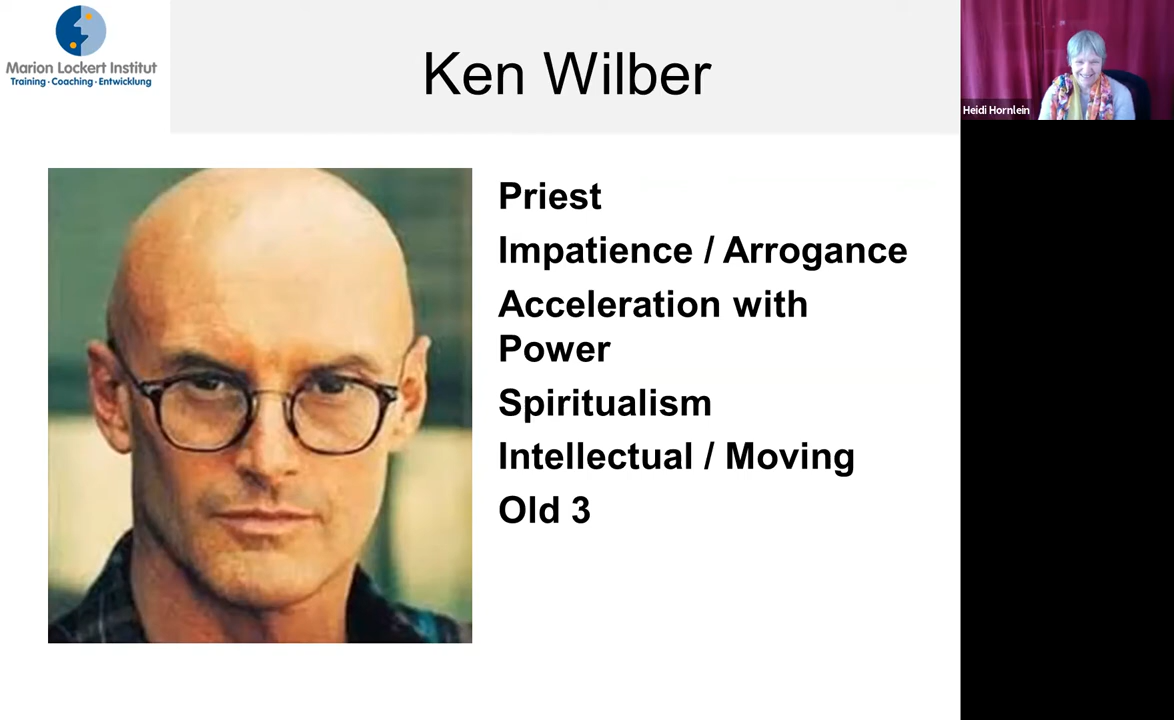 Marion Lockert Institut
Training · Coaching · Entwicklung
Ken Wilber
Heidi Hornlein
Priest
Impatience / Arrogance
Acceleration with
Power
Spiritualism
Intellectual / Moving
Old 3